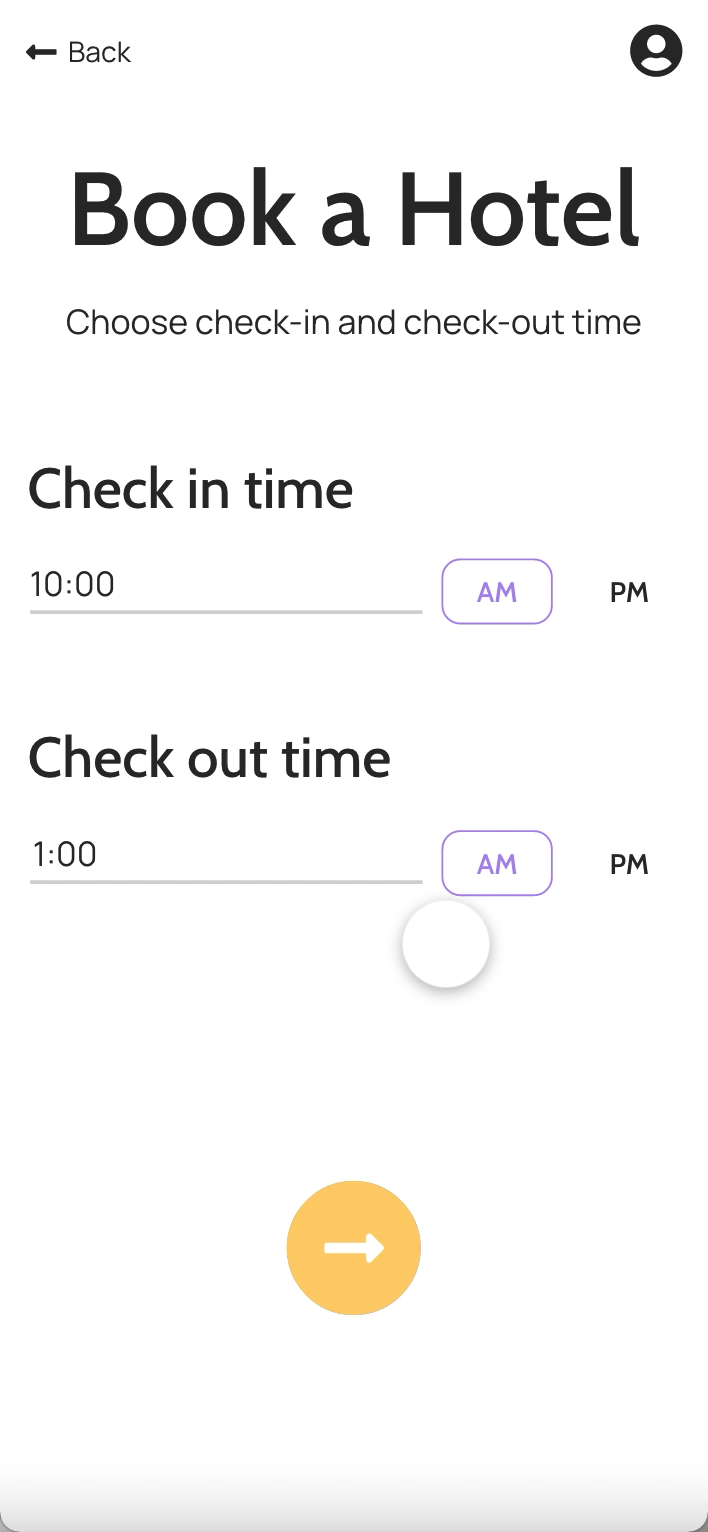 Back
Book a Hotel
Choose check-in and check-out time
Check in time
10:00 AM PM
Check out time
1:00 AM PM